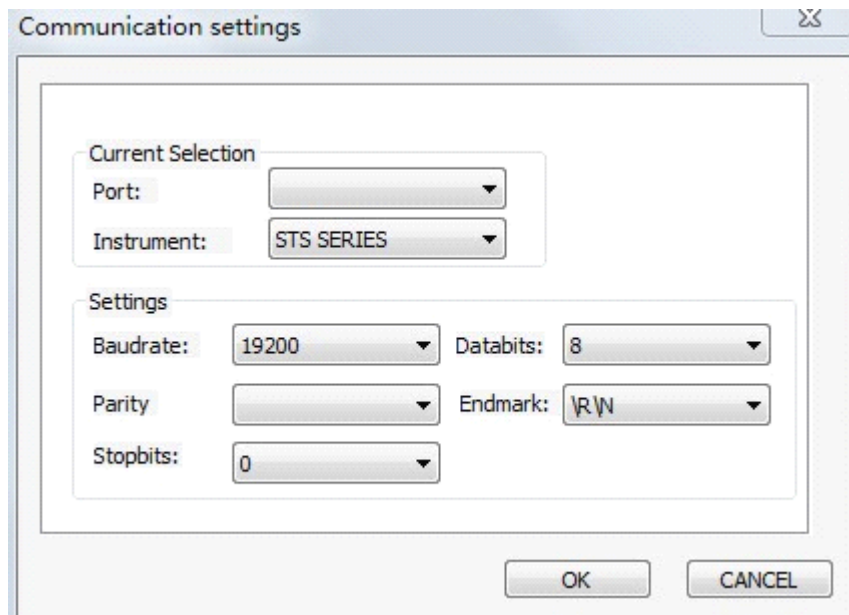 Communication settings
Current Selection
Port:
Instrument: STS SERIES
Settings
Baudrate: 19200 Databits: 8
Parity Endmark: \R\N
Stopbits: 0
OK CANCEL